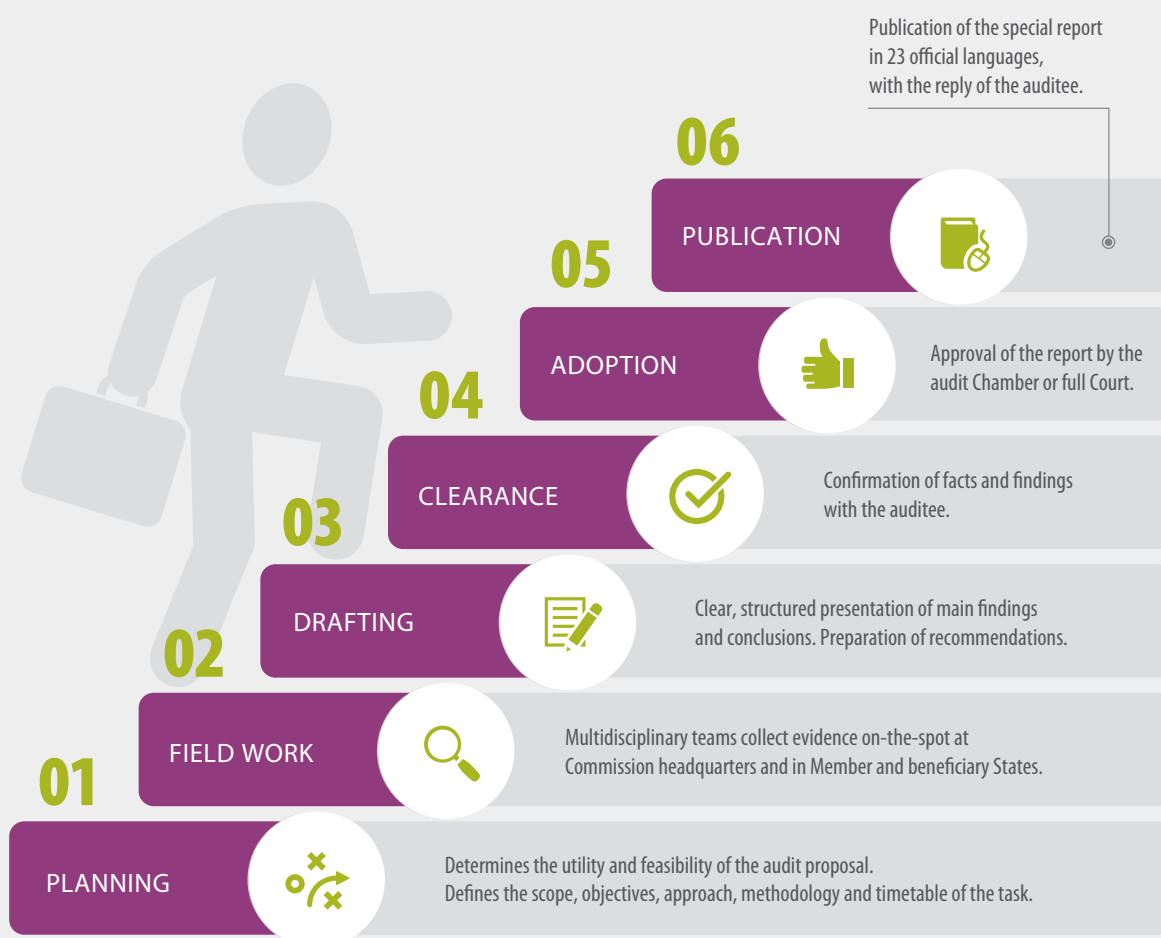 Publication of the special report
in 23 official languages,
with the reply of the auditee.
06
PUBLICATION
05
ADOPTION
Approval of the report by the
audit Chamber or full Court.
04
CLEARANCE
Confirmation of facts and findings
with the auditee.
03
DRAFTING
Clear, structured presentation of main findings
and conclusions. Preparation of recommendations.
02
FIELD WORK
Multidisciplinary teams collect evidence on-the-spot at
Commission headquarters and in Member and beneficiary States.
01
PLANNING
Determines the utility and feasibility of the audit proposal.
Defines the scope, objectives, approach, methodology and timetable of the task.